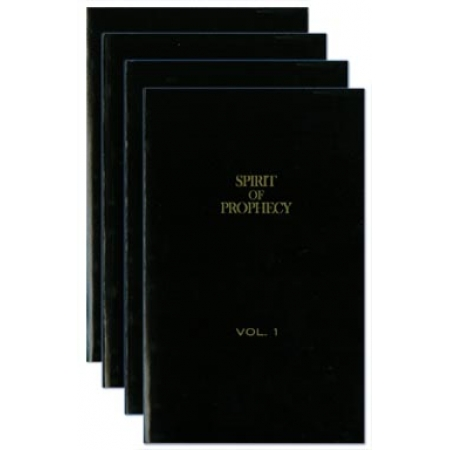 SPIRIT
OF
PROPHECY
VOL. 1